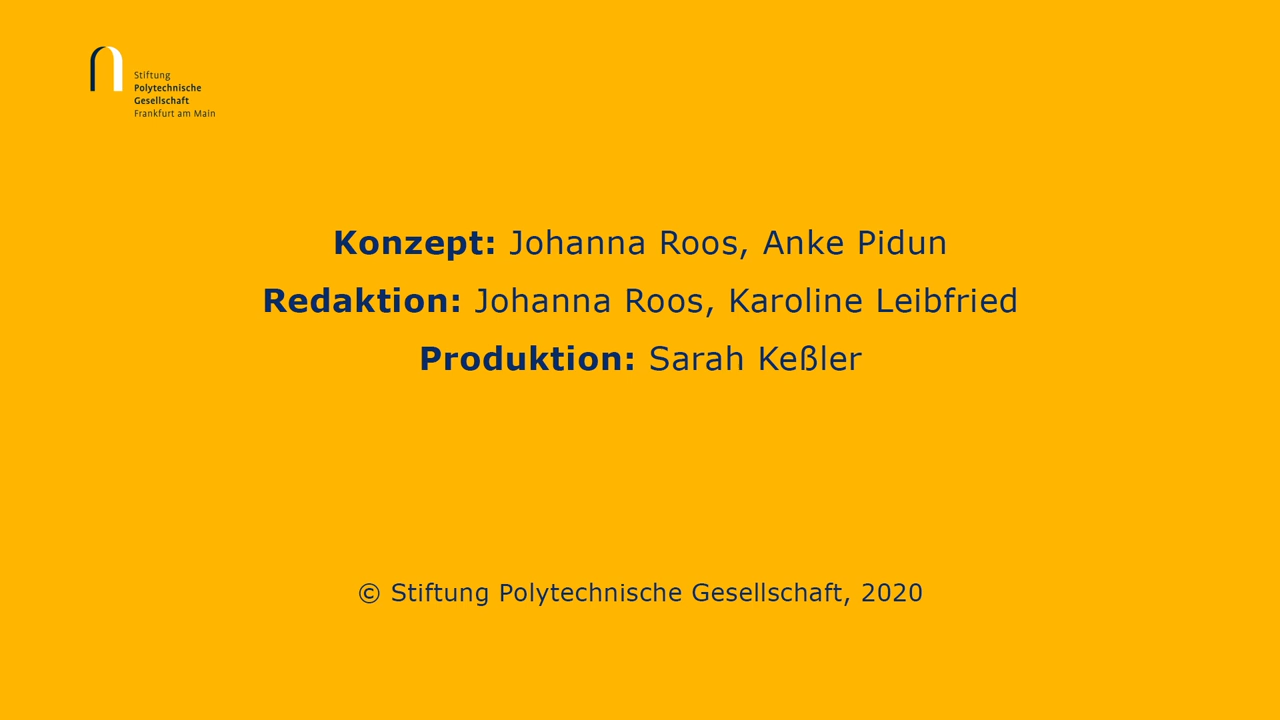 Stiftung
Polytechnische
Gesellschaft
Frankfurt am Main
Konzept: Johanna Roos, Anke Pidun
Redaktion: Johanna Roos, Karoline Leibfried
Produktion: Sarah Keßler
© Stiftung Polytechnische Gesellschaft, 2020